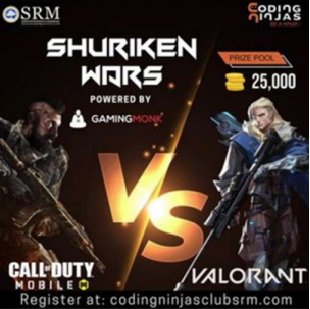 SRM
CODING
NINJAS
SHURIKEN
WARS
PRIZE POOL
25,000
POWERED BY
GAMINGMONK
VS
CALL OF DUTY
MOBILE
VALORANT
Register at: codingninjasclubsrm.com